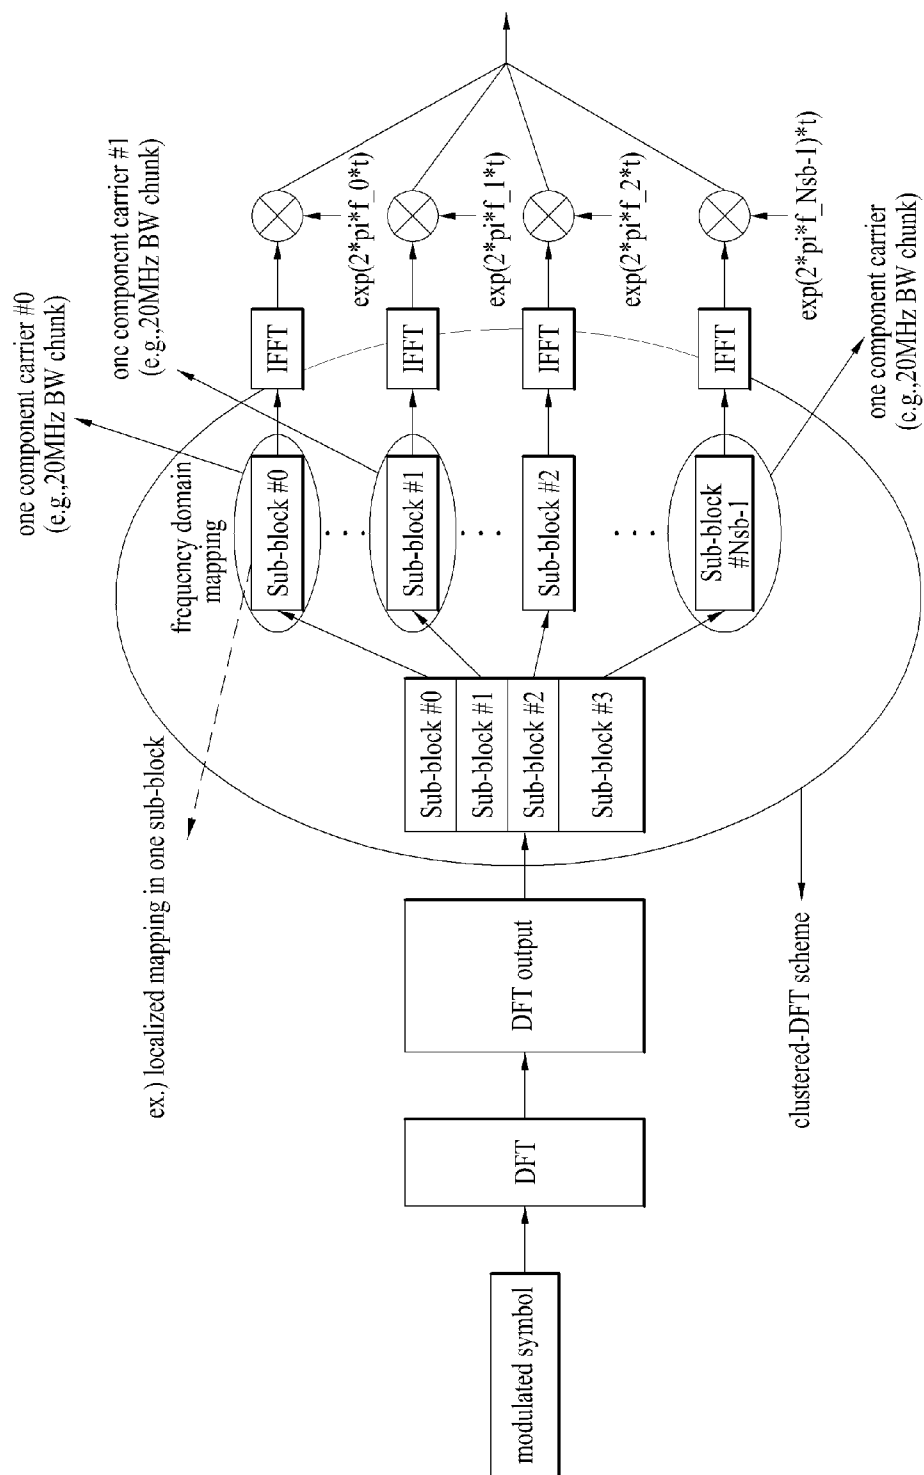 modulated symbol
DFT
DFT output
Sub-block #0
Sub-block #1
Sub-block #2
Sub-block #3
clustered-DFT scheme
ex.) localized mapping in one sub-block
frequency domain
mapping
Sub-block #0
Sub-block #1
Sub-block #2
Sub-block
#Nsb-1
one component carrier #0
(e.g.,20MHz BW chunk)
one component carrier #1
(e.g.,20MHz BW chunk)
one component carrier
(e.g.,20MHz BW chunk)
IFFT
IFFT
IFFT
IFFT
exp(2*pi*f_0*t)
exp(2*pi*f_1*t)
exp(2*pi*f_2*t)
exp(2*pi*f_Nsb-1)*t)